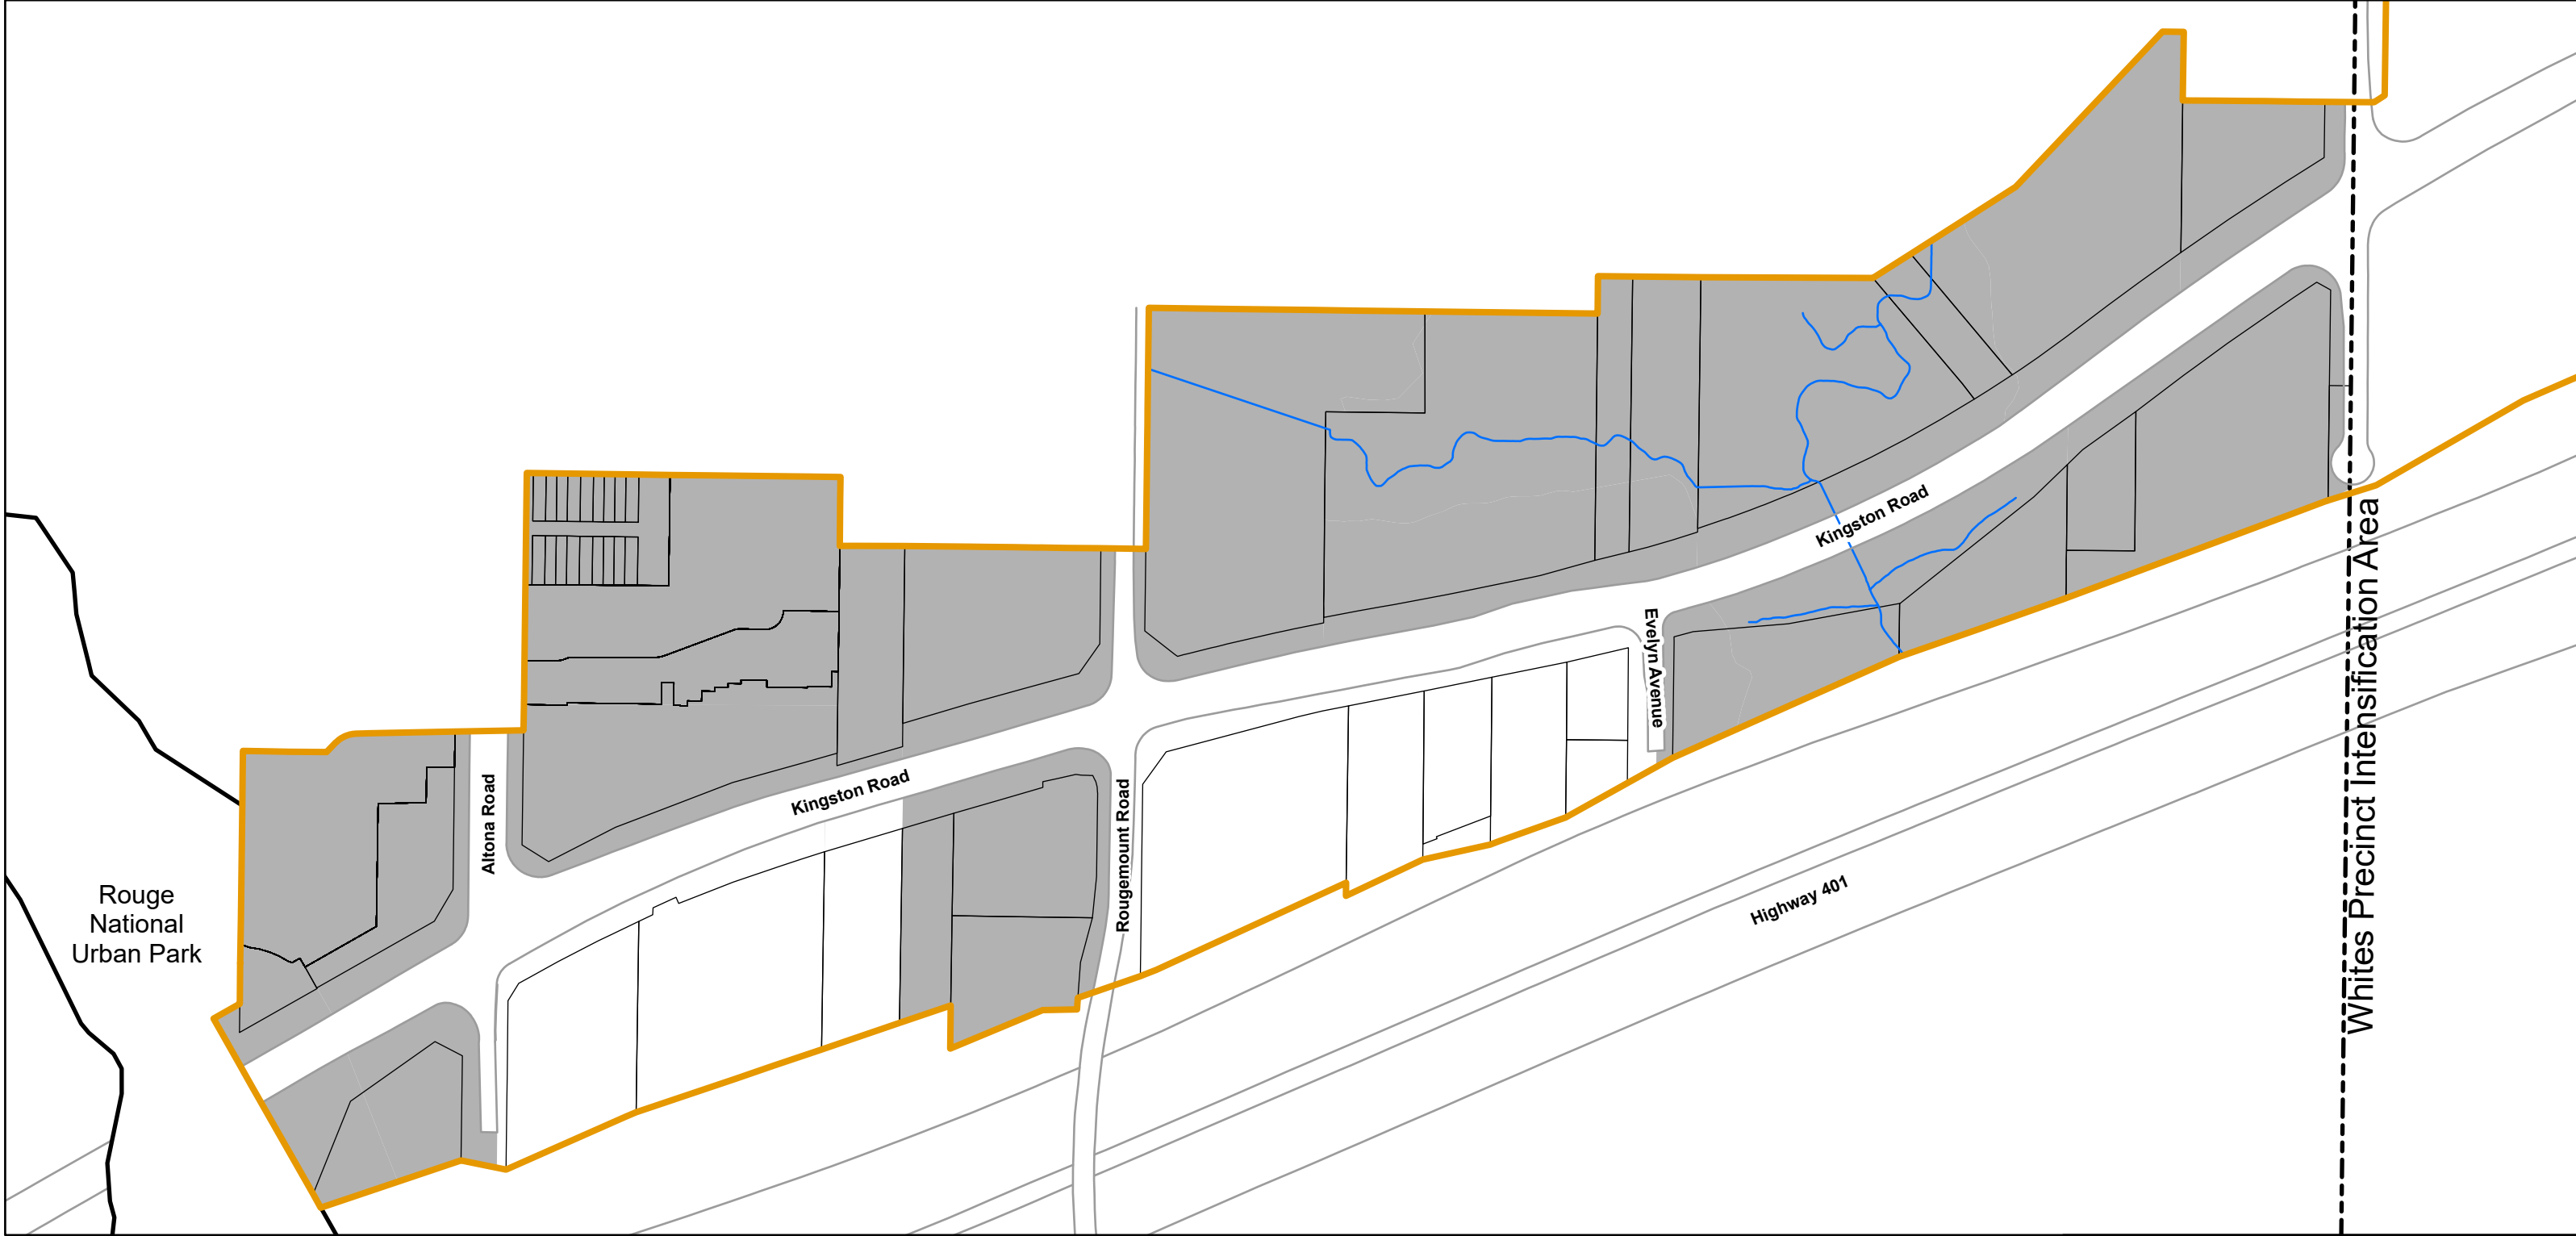 Kingston Road
Evelyn Avenue
Whites Precinct Intensification Area
Kingston Road
Altona Road
Rougemount Road
Highway 401
Rouge
National
Urban Park